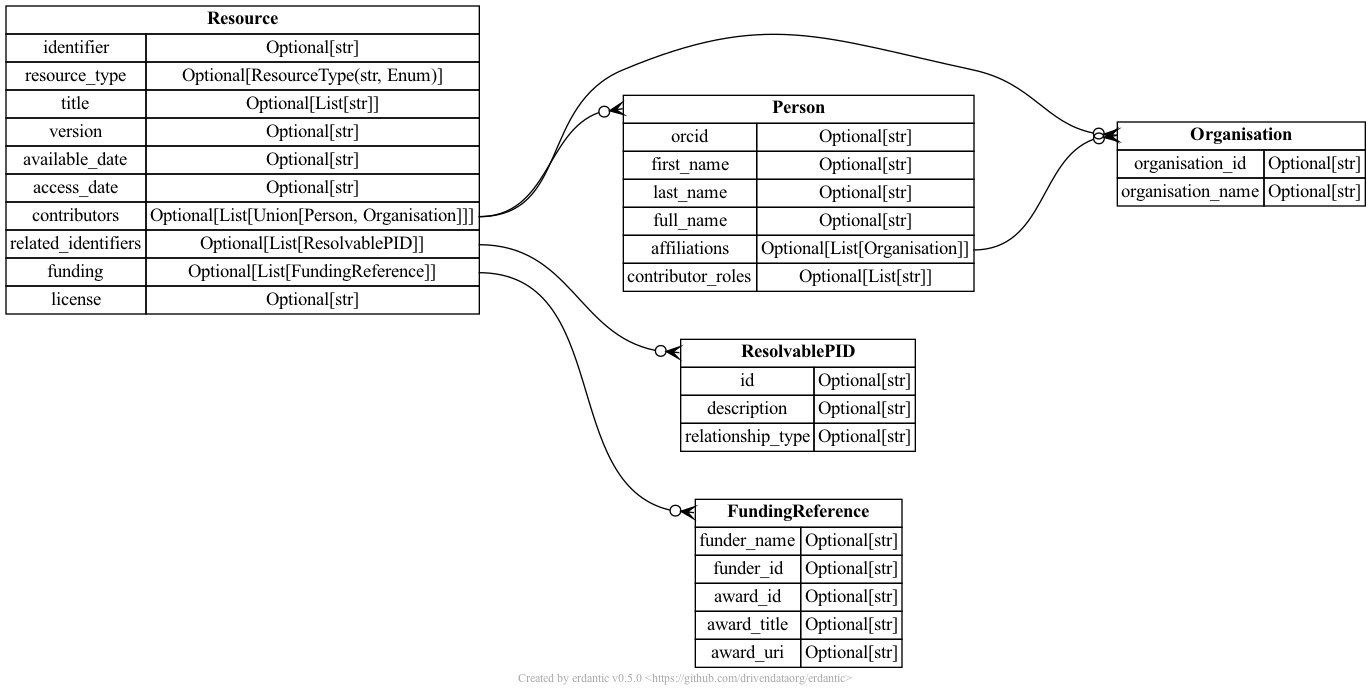 Resource
identifier Optional[str]
resource_type Optional[ResourceType(str, Enum)]
title Optional[List[str]]
version Optional[str]
available_date Optional[str]
access_date Optional[str]
contributors Optional[List[Union[Person, Organisation]]]
related_identifiers Optional[List[ResolvablePID]]
funding Optional[List[FundingReference]]
license Optional[str]
Person
orcid Optional[str]
first_name Optional[str]
last_name Optional[str]
full_name Optional[str]
affiliations Optional[List[Organisation]]
contributor_roles Optional[List[str]]
Organisation
organisation_id Optional[str]
organisation_name Optional[str]
ResolvablePID
id Optional[str]
description Optional[str]
relationship_type Optional[str]
FundingReference
funder_name Optional[str]
funder_id Optional[str]
award_id Optional[str]
award_title Optional[str]
award_uri Optional[str]
Created by erdantic v0.5.0 <https://github.com/drivendataorg/erdantic>